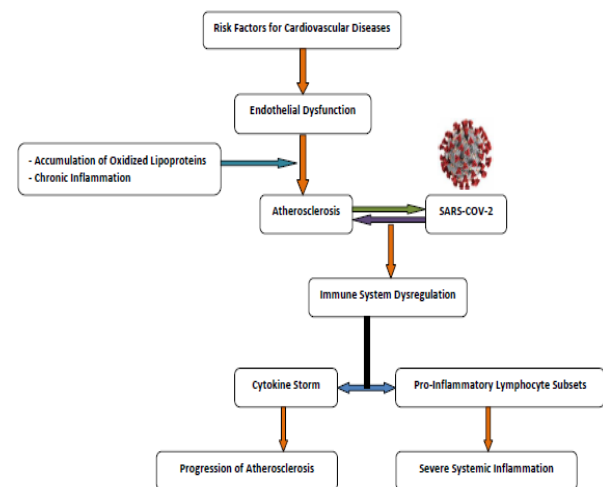 Risk Factors for Cardiovascular Diseases
Endothelial Dysfunction
- Accumulation of Oxidized Lipoproteins
- Chronic Inflammation
Atherosclerosis
SARS-COV-2
Immune System Dysregulation
Cytokine Storm
Pro-Inflammatory Lymphocyte Subsets
Progression of Atherosclerosis
Severe Systemic Inflammation